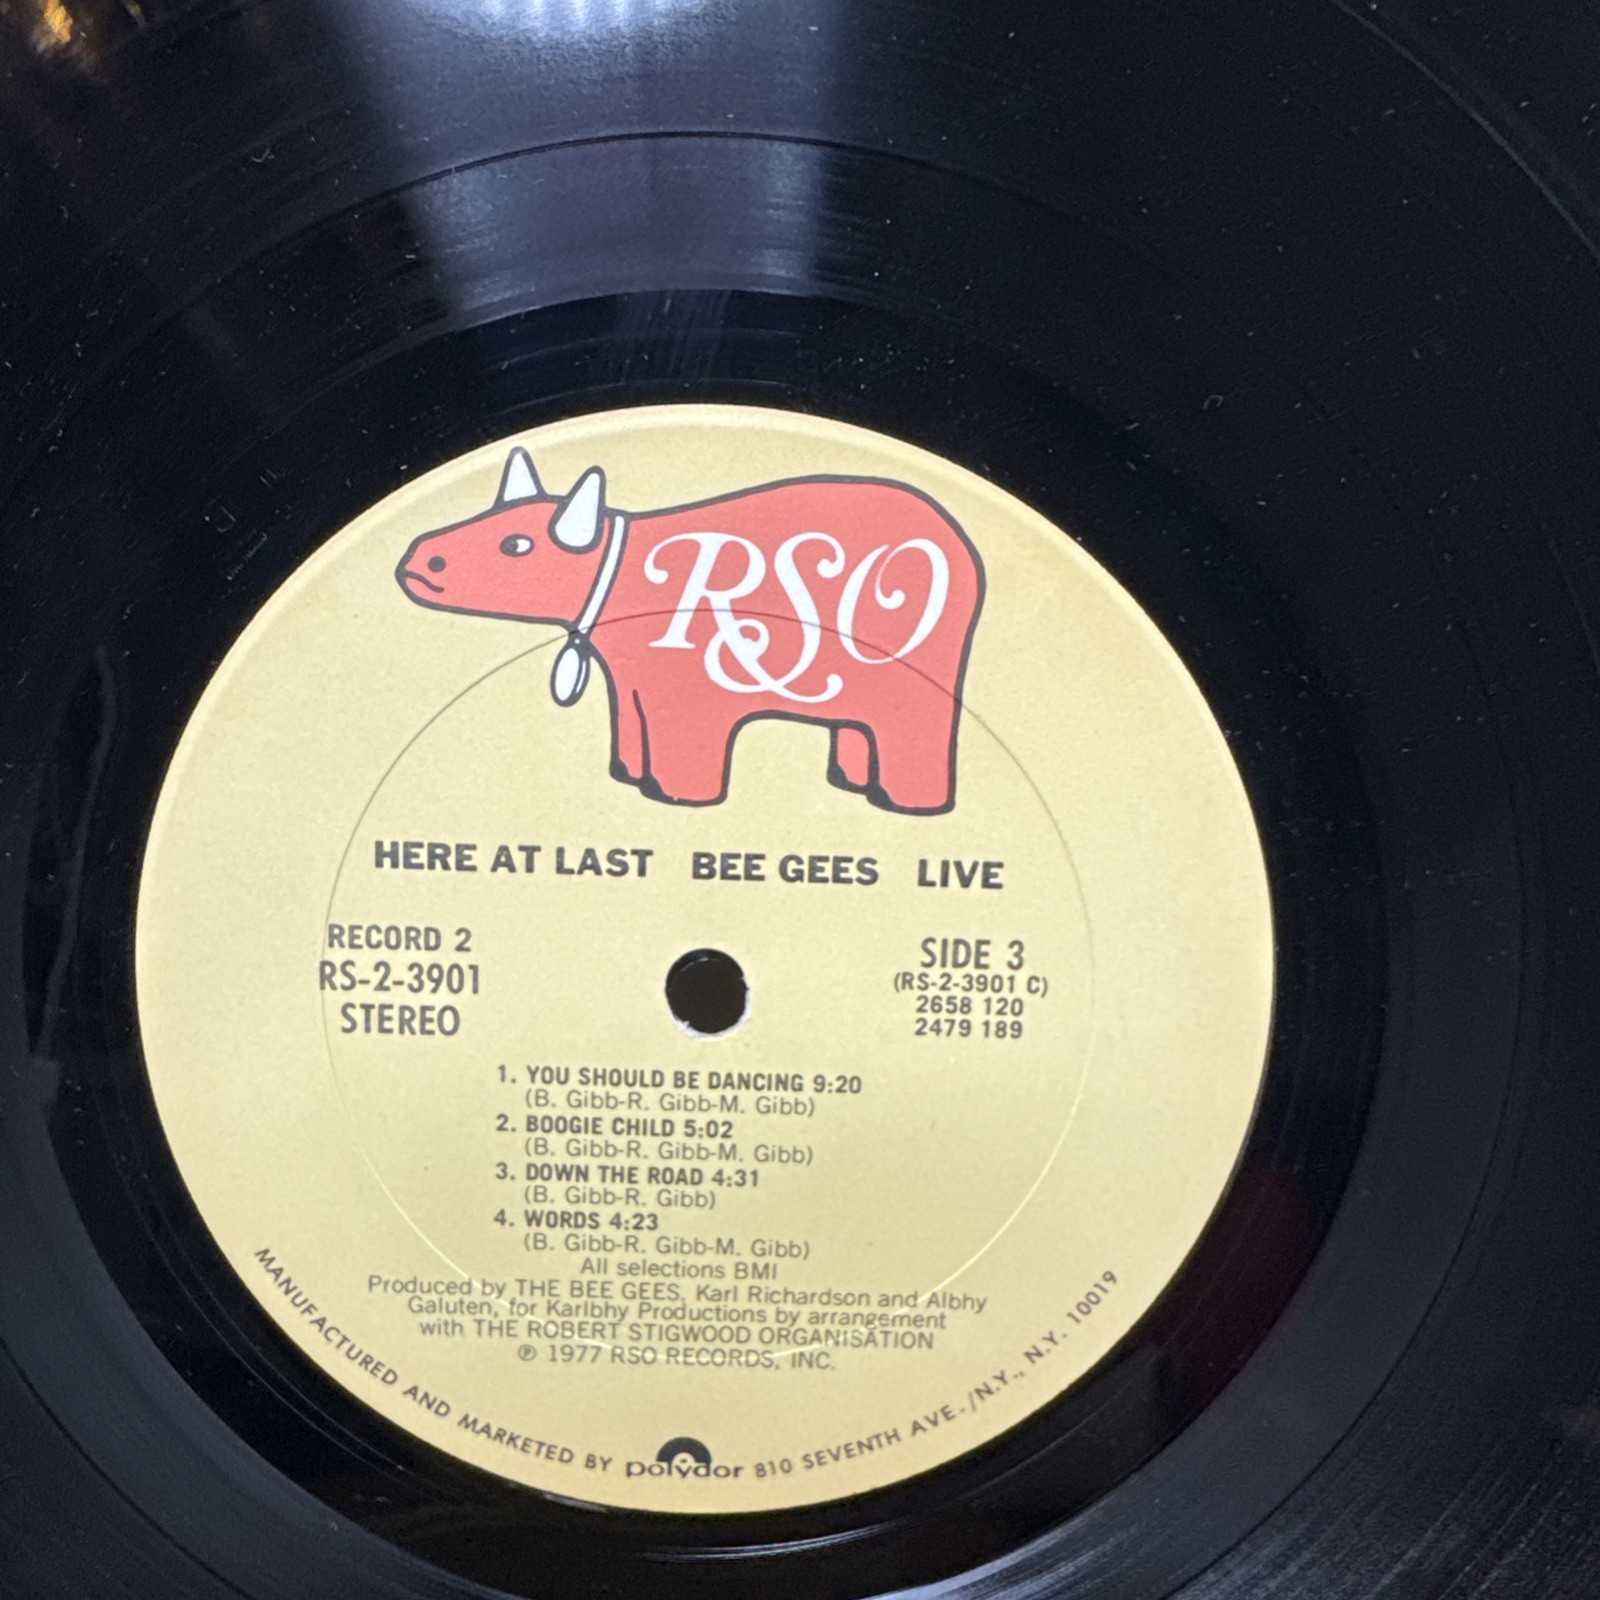 RSO
HERE AT LAST BEE GEES LIVE
RECORD 2
RS-2-3901
STEREO
SIDE 3
(RS-2-3901 C)
2658 120
2479 189
1. YOU SHOULD BE DANCING 9:20
(B. Gibb-R. Gibb-M. Gibb)
2. BOOGIE CHILD 5:02
(B. Gibb-R. Gibb-M. Gibb)
3. DOWN THE ROAD 4:31
(B. Gibb-R. Gibb)
4. WORDS 4:23
(B. Gibb-R. Gibb-M. Gibb)
All selections BMI
Produced by THE BEE GEES, Karl Richardson and Albhy
Galuten, for Karlbhy Productions by arrangement
with THE ROBERT STIGWOOD ORGANISATION
℗ 1977 RSO RECORDS, INC.
MANUFACTURED AND MARKETED BY polydor 810 SEVENTH AVE./N.Y., N.Y. 10019